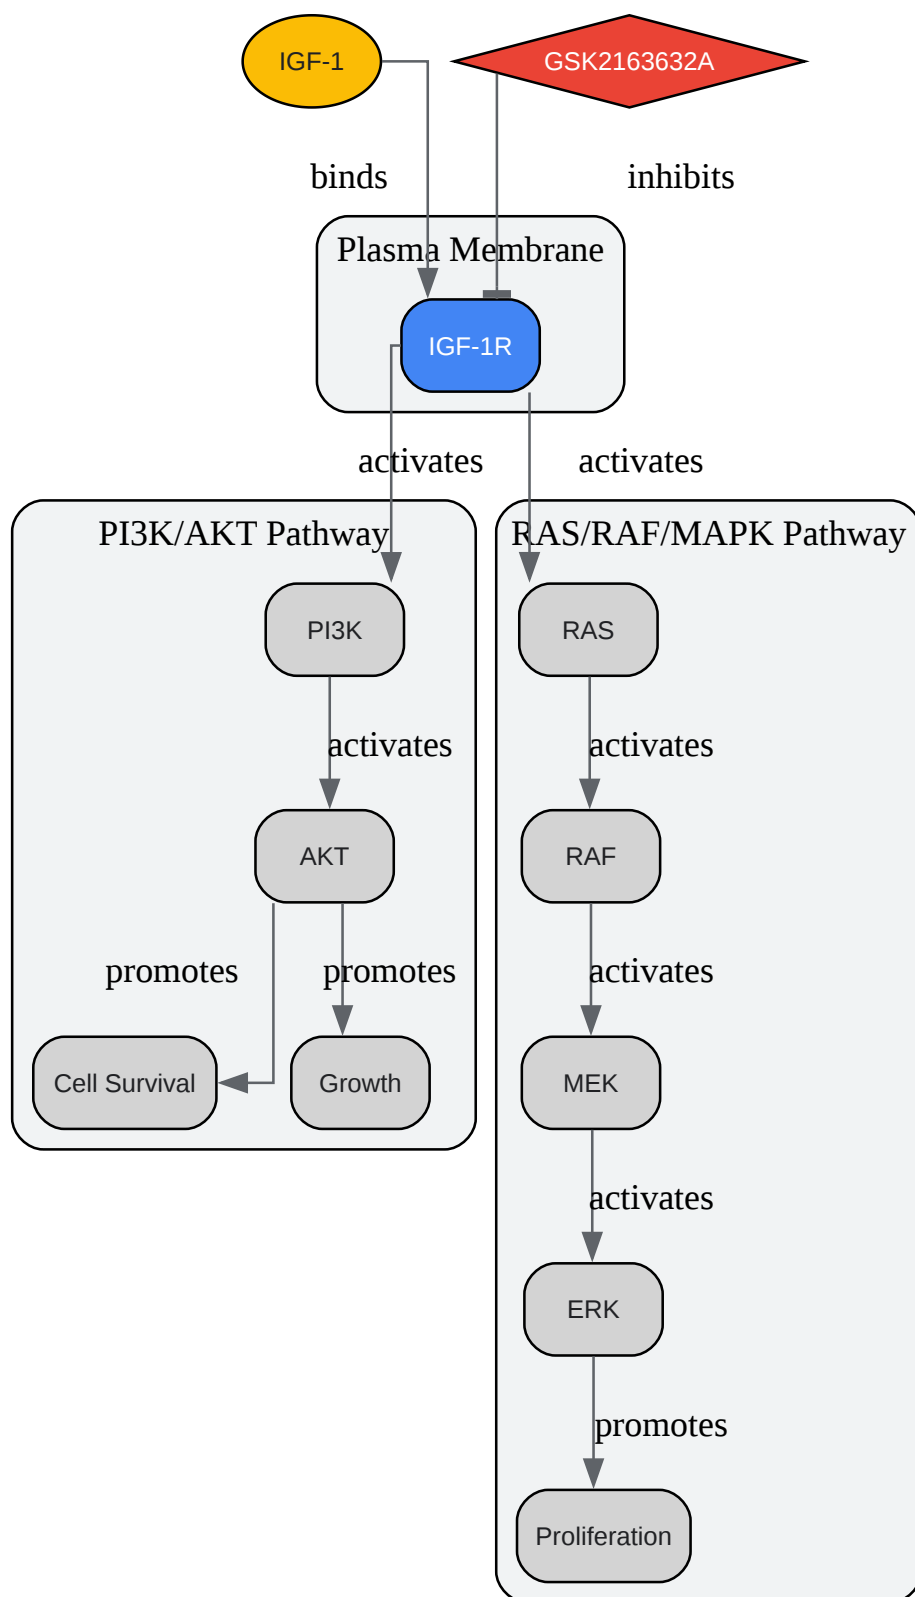 IGF-1
GSK2163632A
binds
inhibits
Plasma Membrane
IGF-1R
activates
activates
PI3K/AKT Pathway
RAS/RAF/MAPK Pathway
PI3K
RAS
activates
activates
AKT
RAF
promotes
promotes
activates
Cell Survival
Growth
MEK
activates
ERK
promotes
Proliferation